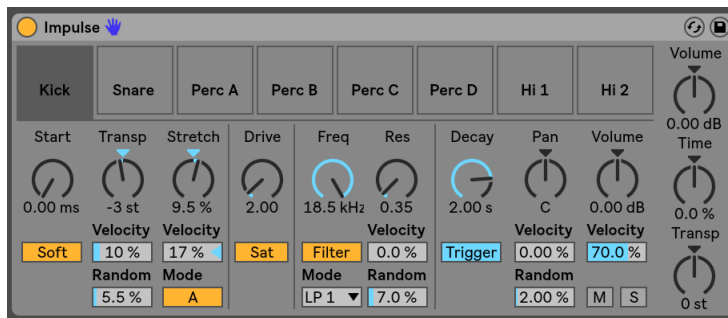 Impulse
Volume
Kick Snare Perc A Perc B Perc C Perc D Hi 1 Hi 2
0.00 dB
Start Transp Stretch Drive Freq Res Decay Pan Volume Time
0.00 ms -3 st 9.5 % 2.00 18.5 kHz 0.35 2.00 s C 0.00 dB 0.0 %
Velocity Velocity Velocity Velocity Velocity Transp
Soft 10 % 17 % Sat Filter 0.0 % Trigger 0.00 % 70.0 %
Random Mode Mode Random Random
5.5 % A LP 1 7.0 % 2.00 % M S 0 st